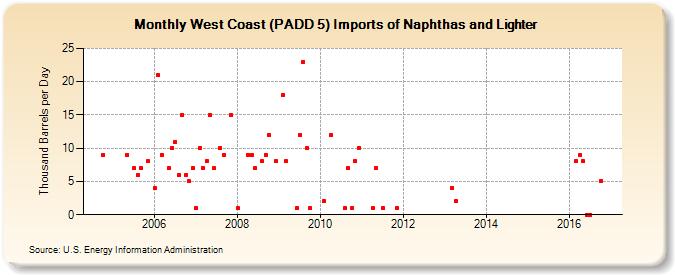 Monthly West Coast (PADD 5) Imports of Naphthas and Lighter
Thousand Barrels per Day
25
20
15
10
5
0
2006 2008 2010 2012 2014 2016
Source: U.S. Energy Information Administration